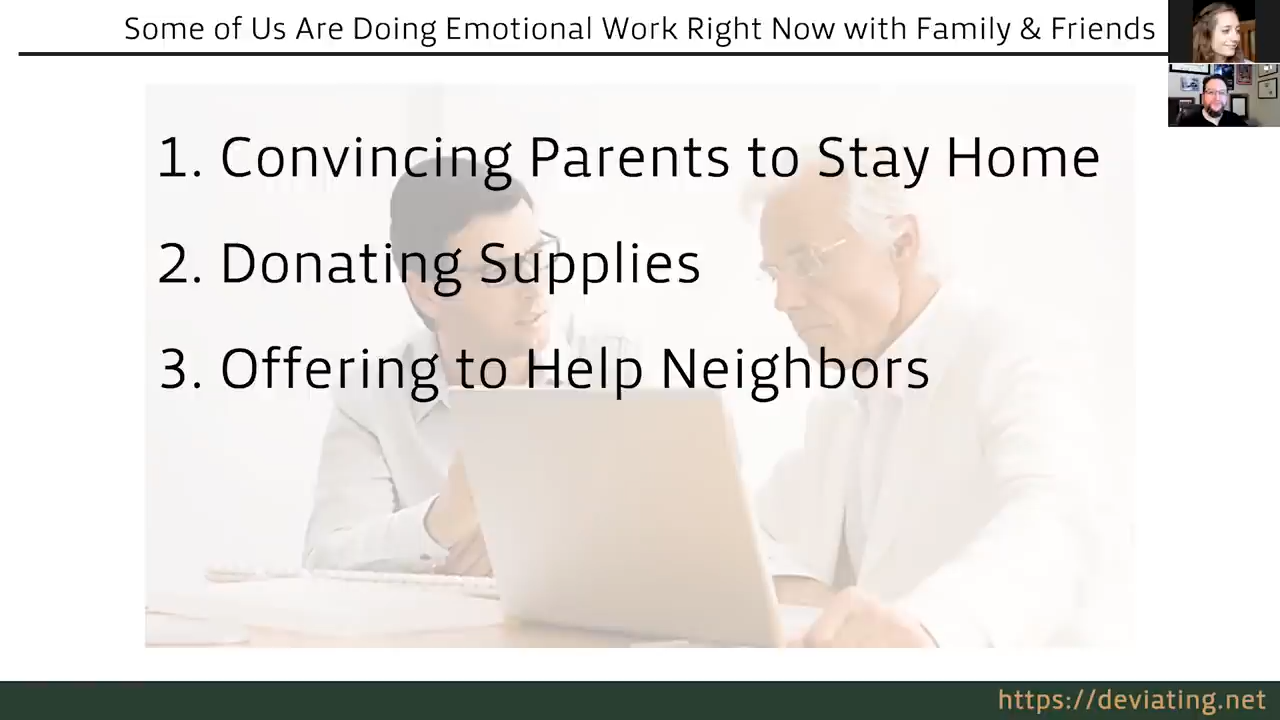 Some of Us Are Doing Emotional Work Right Now with Family & Friends
1. Convincing Parents to Stay Home
2. Donating Supplies
3. Offering to Help Neighbors
https://deviating.net